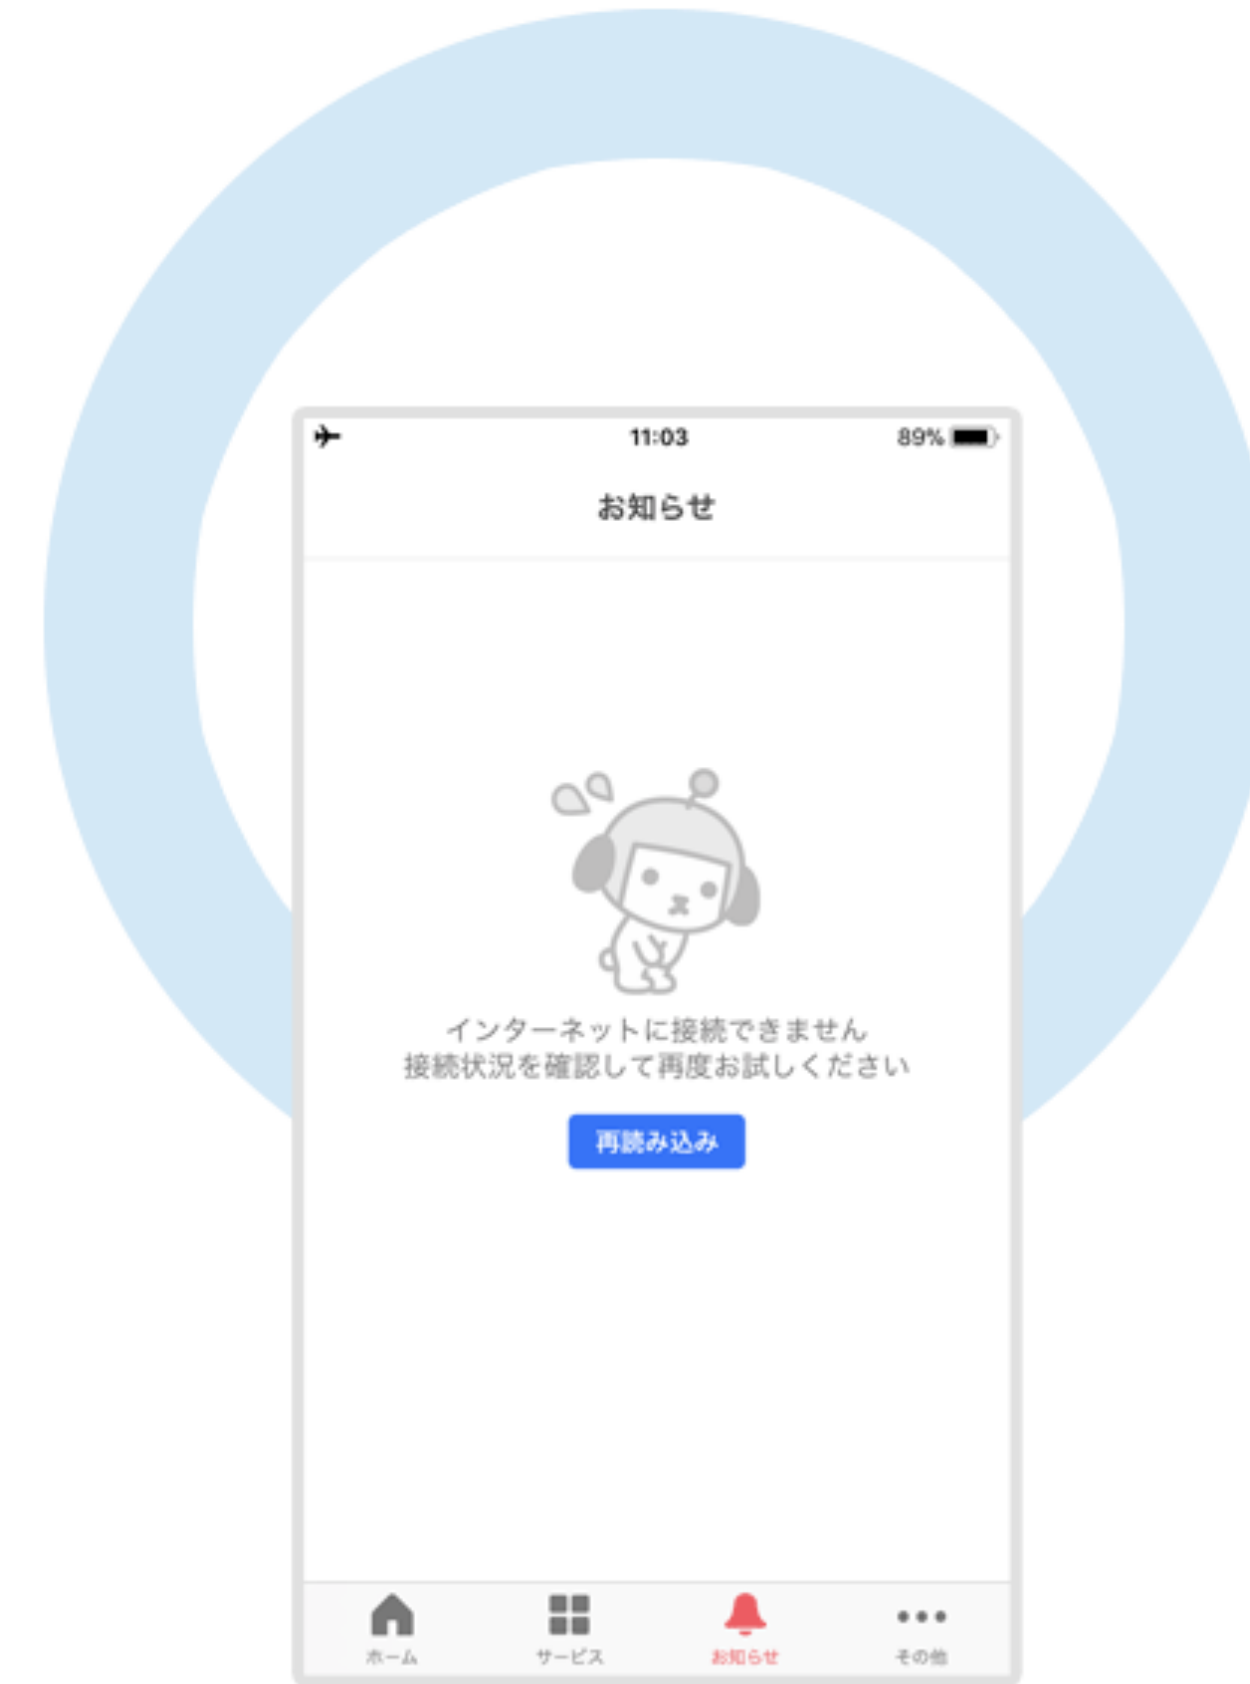 11:03
89%
お知らせ
インターネットに接続できません
接続状況を確認して再度お試しください
再読み込み
ホーム
サービス
お知らせ
その他